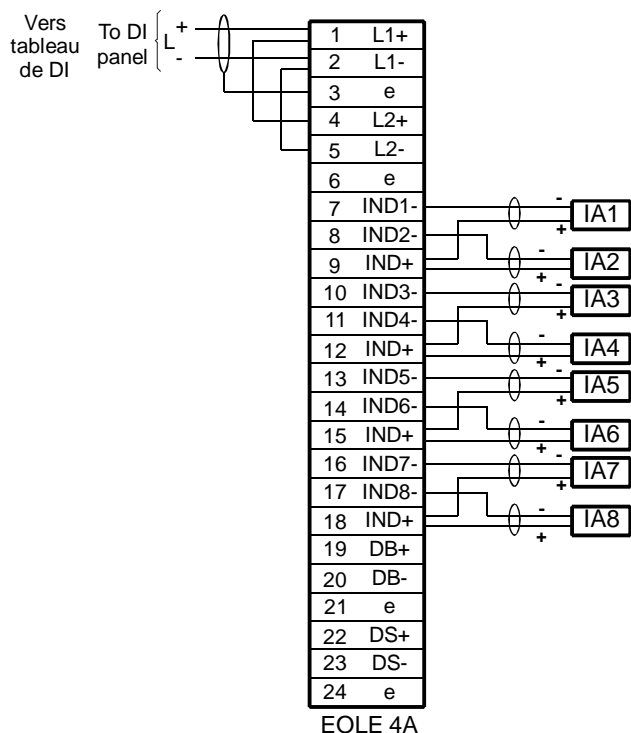 Vers
tableau
de DI
To DI
panel
L
+
-
1 L1+
2 L1-
3 e
4 L2+
5 L2-
6 e
7 IND1-
8 IND2-
9 IND+
10 IND3-
11 IND4-
12 IND+
13 IND5-
14 IND6-
15 IND+
16 IND7-
17 IND8-
18 IND+
19 DB+
20 DB-
21 e
22 DS+
23 DS-
24 e
- IA1
+
- IA2
+
- IA3
+
- IA4
+
- IA5
+
- IA6
+
- IA7
+
- IA8
+
EOLE 4A